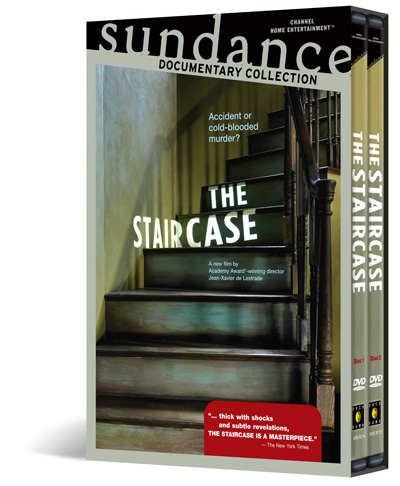 CHANNEL
HOME ENTERTAINMENT™
sundance
DOCUMENTARY COLLECTION
Accident or
cold-blooded
murder?
THE
STAIRCASE
A new film by
Academy Award®-winning director
Jean-Xavier de Lestrade
"... thick with shocks
and subtle revelations,
THE STAIRCASE IS A MASTERPIECE."
— The New York Times
THE STAIRCASE
Disc 1
DVD
THE STAIRCASE
Disc 2
DVD